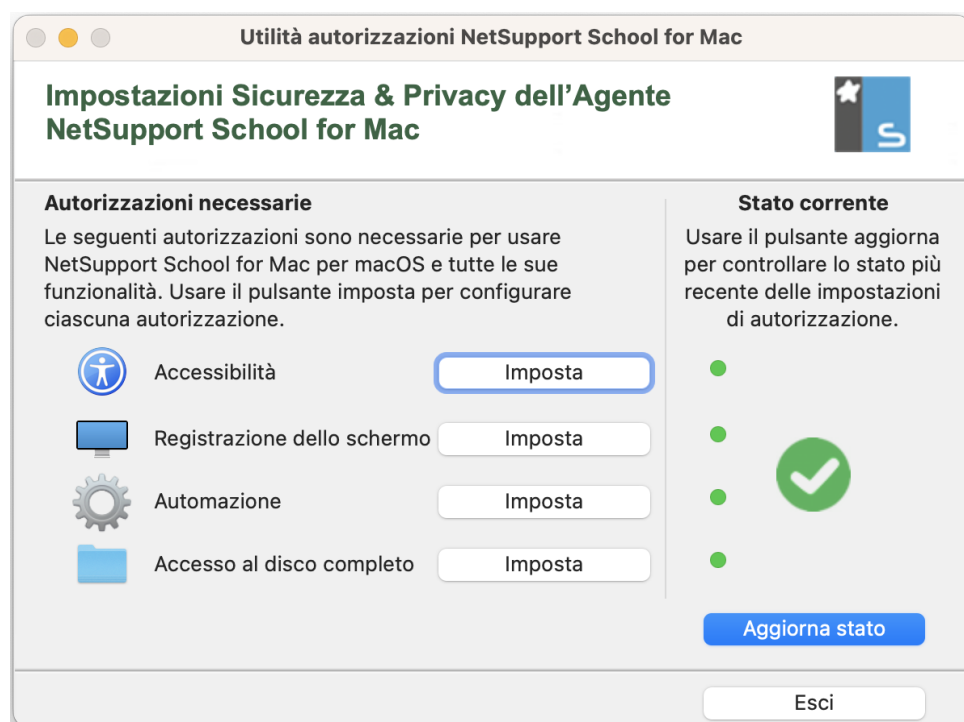 Utilità autorizzazioni NetSupport School for Mac
Impostazioni Sicurezza & Privacy dell'Agente
NetSupport School for Mac
S
Autorizzazioni necessarie
Le seguenti autorizzazioni sono necessarie per usare
NetSupport School for Mac per macOS e tutte le sue
funzionalità. Usare il pulsante imposta per configurare
ciascuna autorizzazione.
Stato corrente
Usare il pulsante aggiorna
per controllare lo stato più
recente delle impostazioni
di autorizzazione.
Accessibilità
Imposta
Registrazione dello schermo
Imposta
Automazione
Imposta
Accesso al disco completo
Imposta
Aggiorna stato
Esci